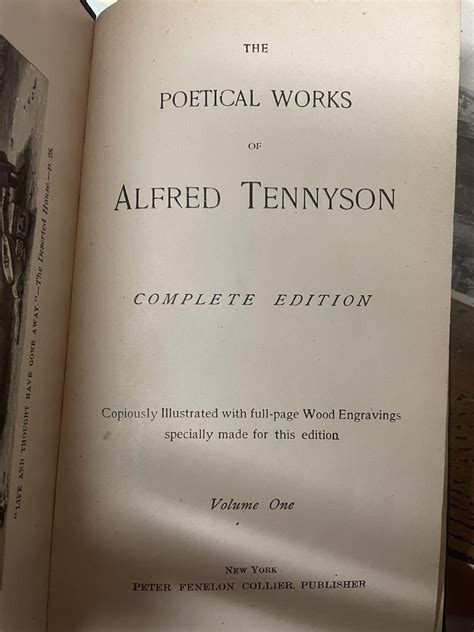 "LIFE AND THOUGHT HAVE GONE AWAY."—The Deserted House.—p. 28.
THE
POETICAL WORKS
OF
ALFRED TENNYSON
COMPLETE EDITION
Copiously Illustrated with full-page Wood Engravings
specially made for this edition
Volume One
NEW YORK
PETER FENELON COLLIER, PUBLISHER